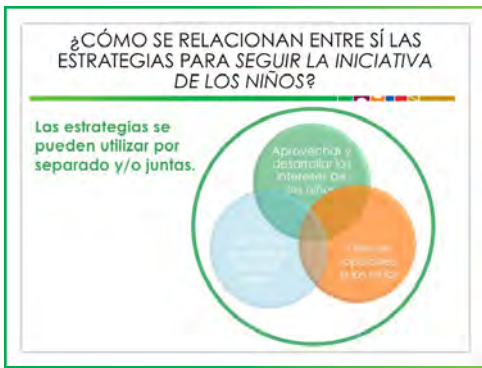 ¿CÓMO SE RELACIONAN ENTRE SÍ LAS
ESTRATEGIAS PARA SEGUIR LA INICIATIVA
DE LOS NIÑOS?
Las estrategias se
pueden utilizar por
separado y/o juntas.
Aprovechar y
desarrollar los
intereses de
los niños
opciones
a los niños